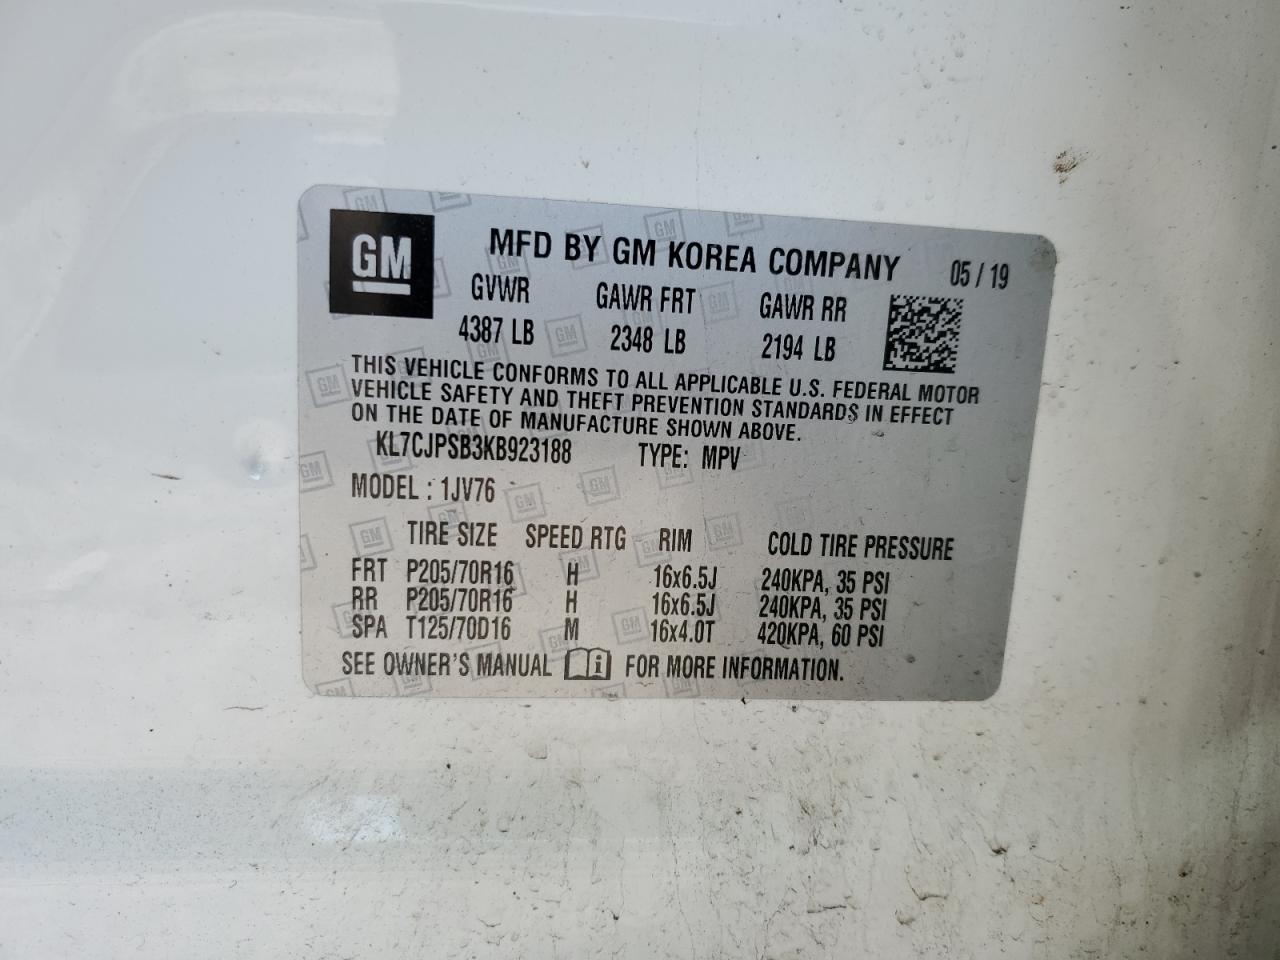 GM
MFD BY GM KOREA COMPANY 05 / 19
GVWR GAWR FRT GAWR RR
4387 LB 2348 LB 2194 LB
THIS VEHICLE CONFORMS TO ALL APPLICABLE U.S. FEDERAL MOTOR
VEHICLE SAFETY AND THEFT PREVENTION STANDARDS IN EFFECT
ON THE DATE OF MANUFACTURE SHOWN ABOVE.
KL7CJPSB3KB923188 TYPE: MPV
MODEL : 1JV76
TIRE SIZE SPEED RTG RIM COLD TIRE PRESSURE
FRT P205/70R16 H 16x6.5J 240KPA, 35 PSI
RR P205/70R16 H 16x6.5J 240KPA, 35 PSI
SPA T125/70D16 M 16x4.0T 420KPA, 60 PSI
SEE OWNER'S MANUAL i FOR MORE INFORMATION.